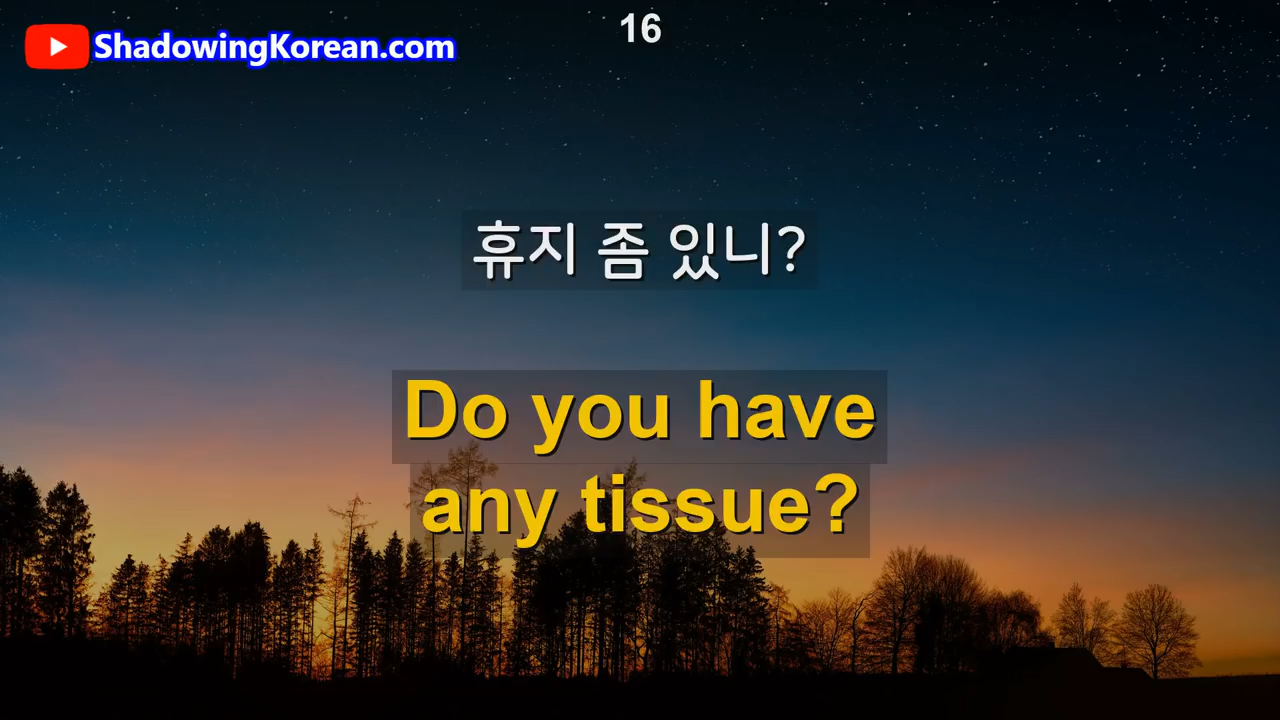 16
ShadowingKorean.com
휴지 좀 있니?
Do you have
any tissue?